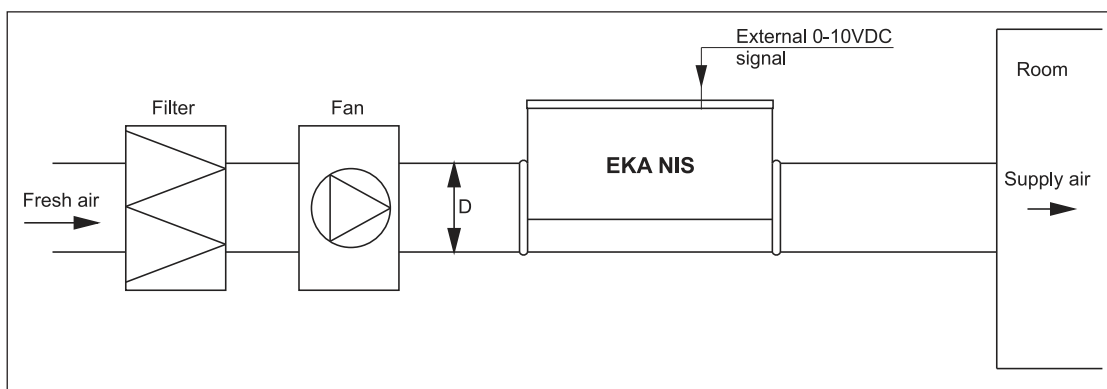 External 0-10VDC
signal
Room
Filter
Fan
EKA NIS
Fresh air
D
Supply air